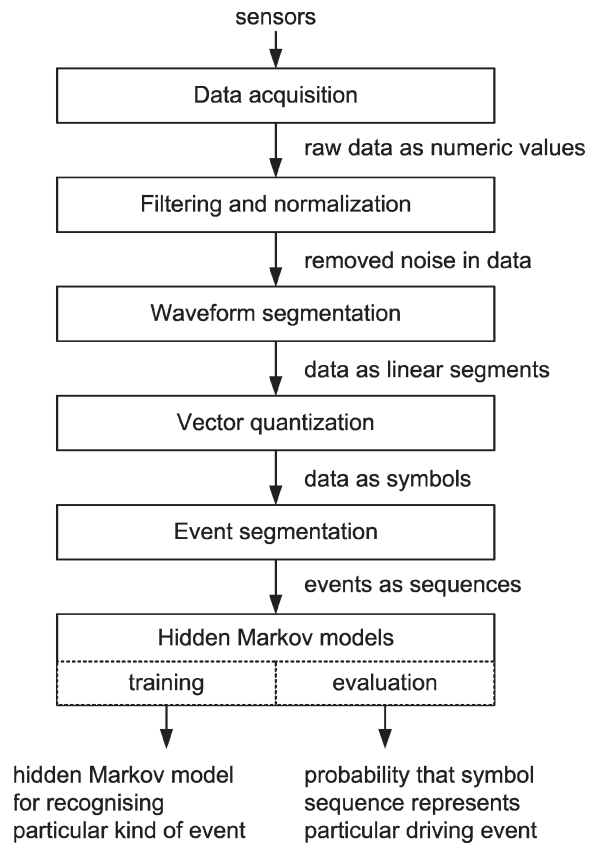 sensors
Data acquisition
raw data as numeric values
Filtering and normalization
removed noise in data
Waveform segmentation
data as linear segments
Vector quantization
data as symbols
Event segmentation
events as sequences
Hidden Markov models
training
evaluation
hidden Markov model
for recognising
particular kind of event
probability that symbol
sequence represents
particular driving event